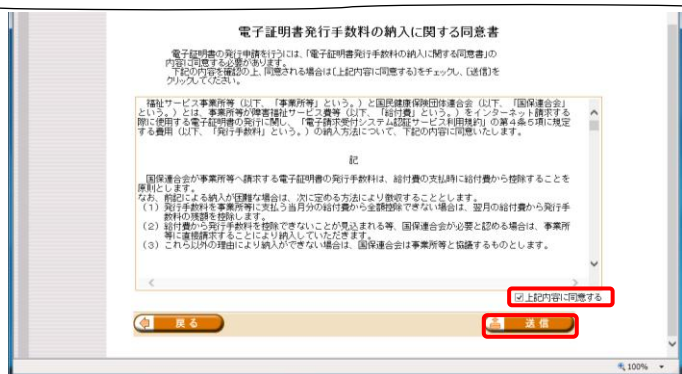 電子証明書発行手数料の納入に関する同意書
電子証明書の発行申請を行うには、「電子証明書発行手数料の納入に関する同意書」の
内容に同意する必要があります。
下記の内容を確認の上、同意される場合は[上記内容に同意する]をチェックし、[送信]を
クリックしてください。
福祉サービス事業所等（以下、「事業所等」という。）と国民健康保険団体連合会（以下、「国保連合会」
という。）とは、事業所等が障害福祉サービス費等（以下、「給付費」という。）をインターネット請求する
際に使用する電子証明書の発行に関し、「電子請求受付システム認証サービス利用規約」の第４条６項に規定
する費用（以下、「発行手数料」という。）の納入方法について、下記の内容に同意いたします。
記
国保連合会が事業所等へ請求する電子証明書の発行手数料は、給付費の支払時に給付費から控除することを
原則とします。
なお、前記による納入が困難な場合は、次に定める方法により徴収することとします。
（１）発行手数料を事業所等に支払う当月分の給付費から全額控除できない場合は、翌月の給付費から発行手
数料の残額を控除します。
（２）給付費から発行手数料を控除できないことが見込まれる等、国保連合会が必要と認める場合は、事業所
等に直接請求することにより納入していただきます。
（３）これら以外の理由により納入ができない場合は、国保連合会は事業所等と協議するものとします。
上記内容に同意する
戻る
送信
100%